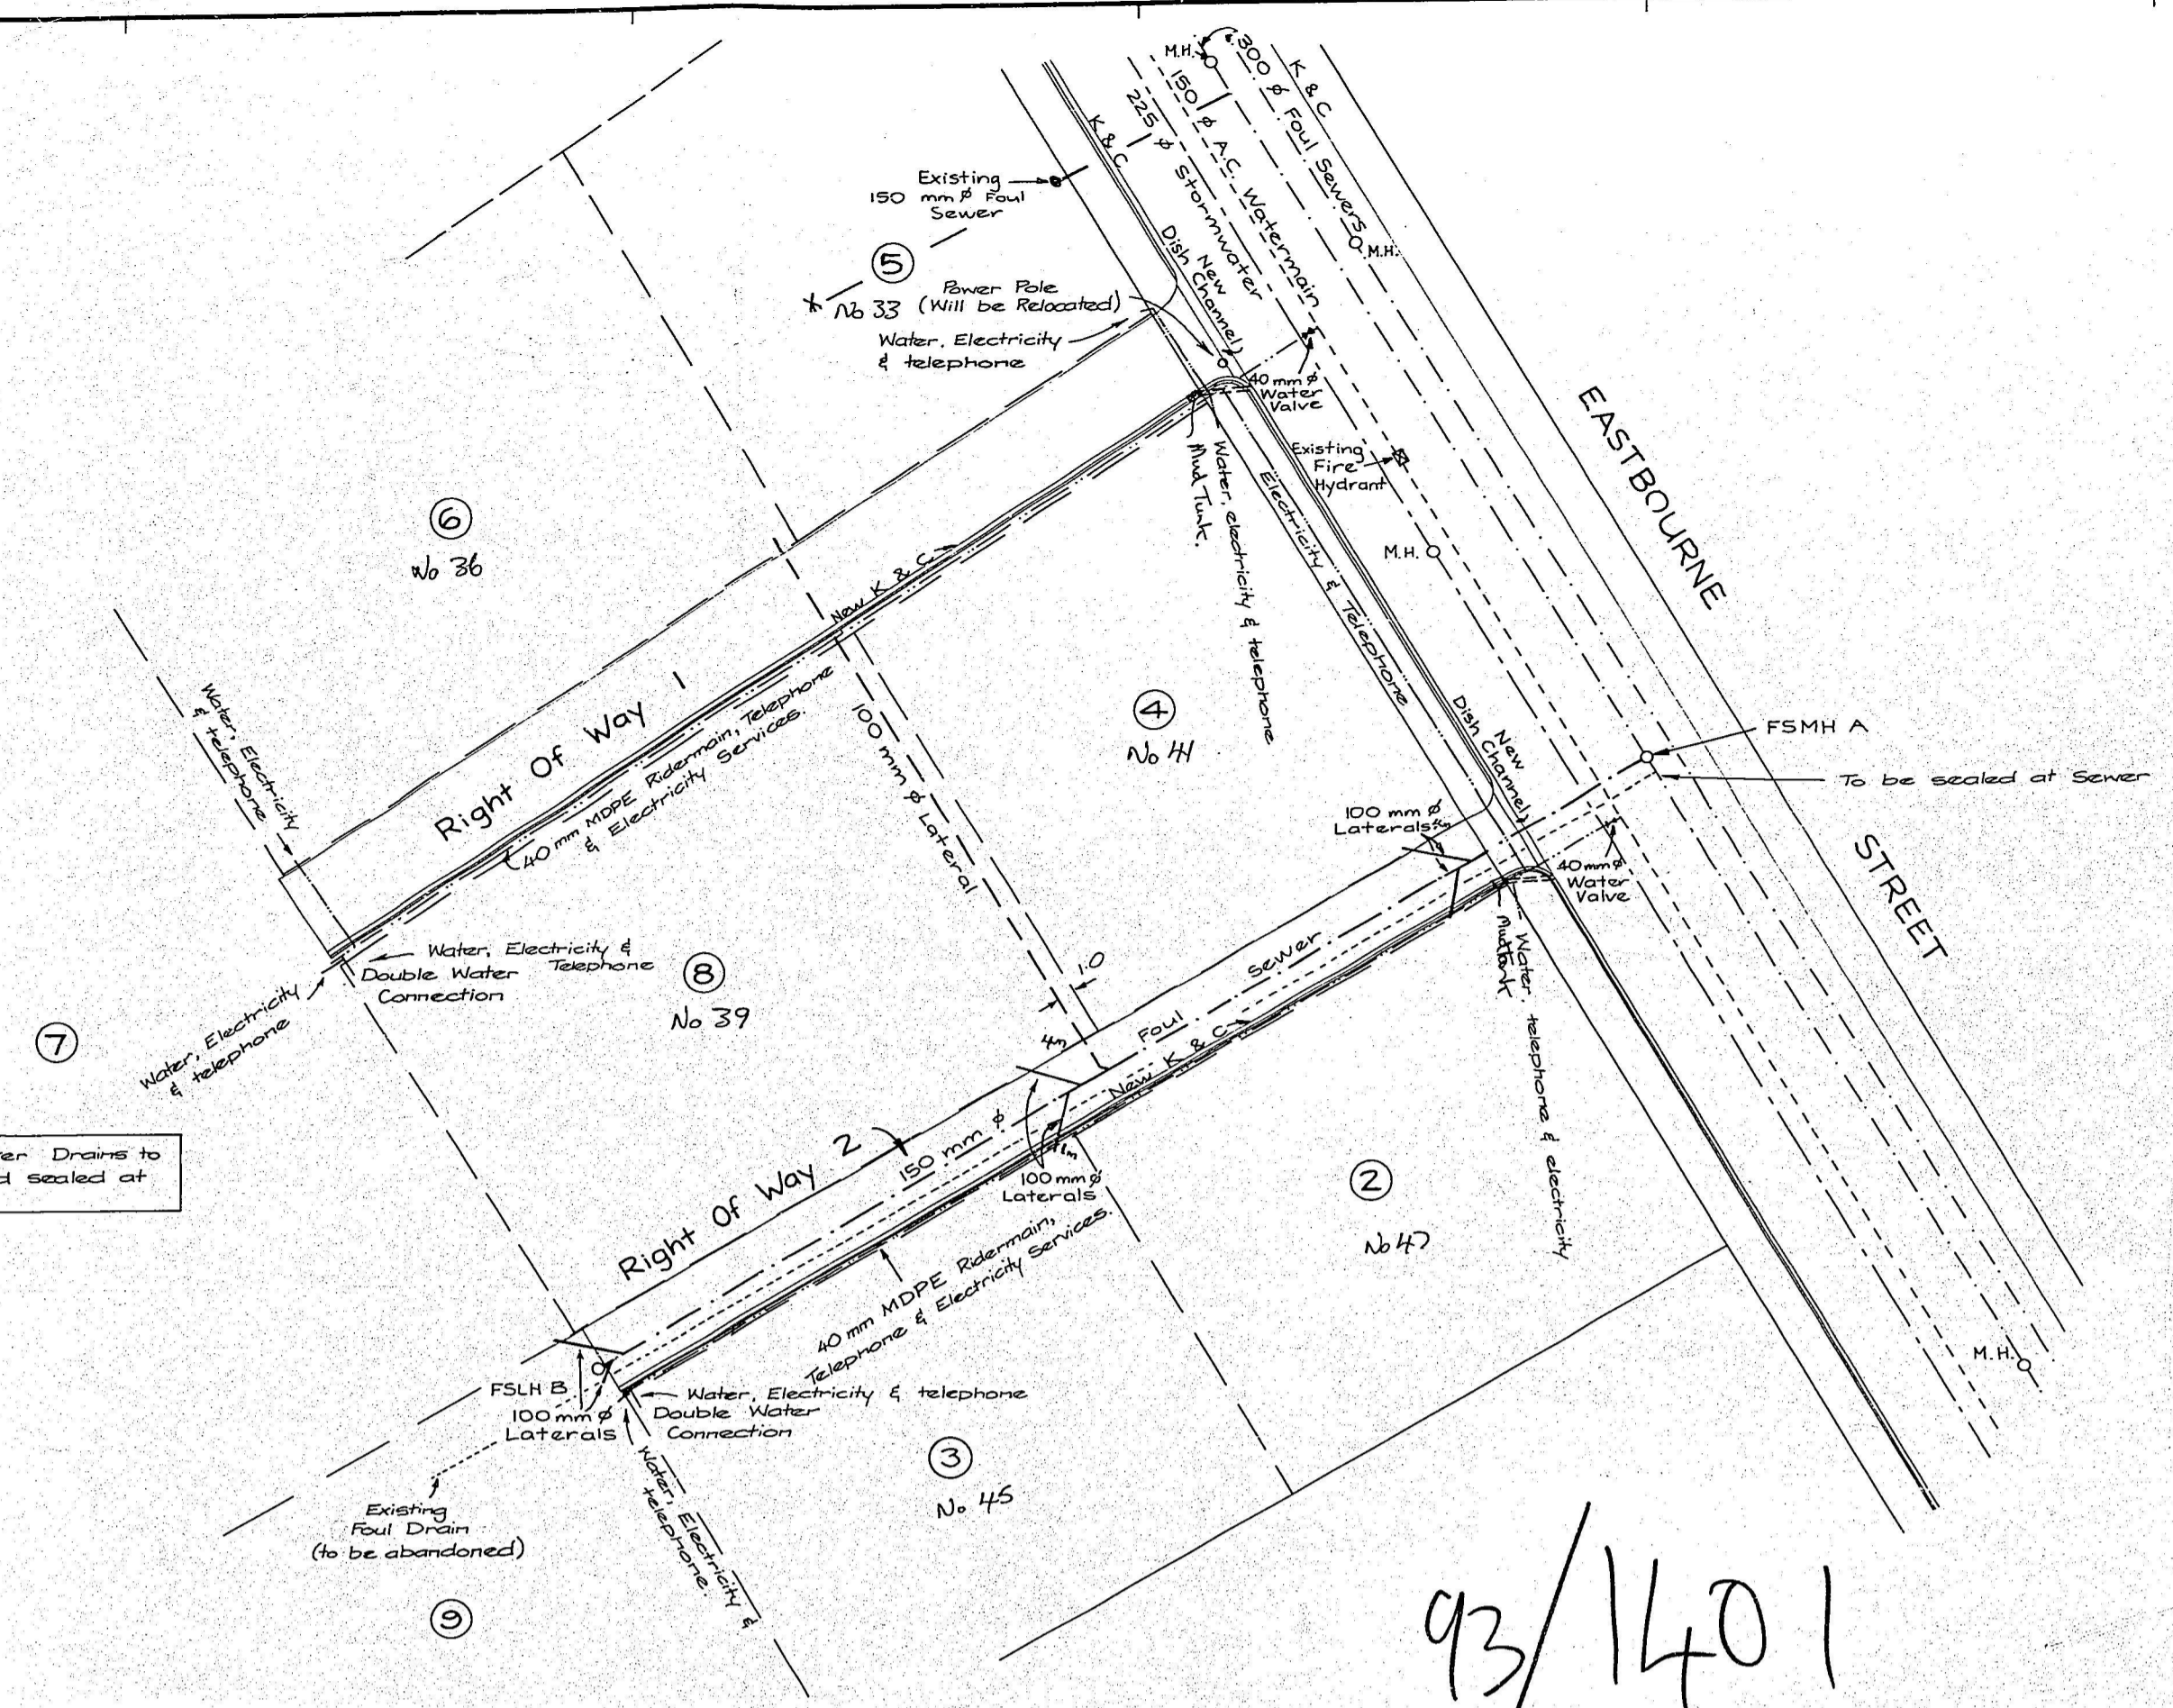 M.H.
300 ⌀ Foul Sewers
K & C
150 ⌀ A.C. Watermain
225 ⌀ Stormwater
K & C.
Existing
150 mm ⌀ Foul
Sewer
M.H.
5
No 33
Power Pole
(Will be Relocated)
New
Dish Channel
Water, Electricity
& telephone
40 mm ⌀
Water
Valve
EASTBOURNE
STREET
Existing
Fire
Hydrant
M.H.
Mud Tank.
Water, electricity & telephone
Electricity & Telephone
6
No 36
New K & C
Right Of Way 1
40 mm MDPE Ridermain, Telephone
& Electricity Services.
100 mm ⌀ Lateral
4
No 41
New
Dish Channel
FSMH A
To be sealed at Sewer
Water, Electricity
& telephone
100 mm ⌀
Laterals
40 mm ⌀
Water
Valve
Mudtank
Water, telephone & electricity
Water, Electricity &
Telephone
Double Water
Connection
8
No 39
1.0
4m
7
Water, Electricity
& telephone
Drains to
sealed at
Right Of Way 2
150 mm ⌀ Foul Sewer
New K & C
100 mm ⌀
Laterals
40 mm MDPE Ridermain,
Telephone & Electricity Services.
2
No 47
M.H.
FSLH B
100 mm ⌀
Laterals
Water, Electricity & telephone
Double Water
Connection
Water, Electricity &
telephone.
3
No 45
Existing
Foul Drain
(to be abandoned)
9
93/1401